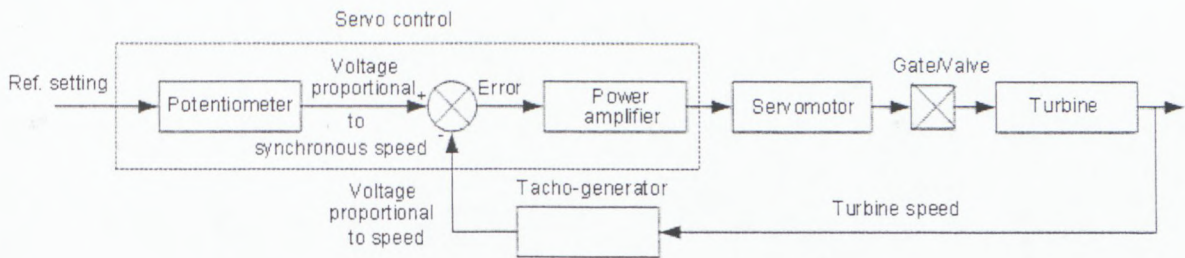 Servo control
Ref. setting
Potentiometer
Voltage
proportional
to
synchronous speed
+
-
Error
Power
amplifier
Servomotor
Gate/Valve
Turbine
Voltage
proportional
to speed
Tacho-generator
Turbine speed